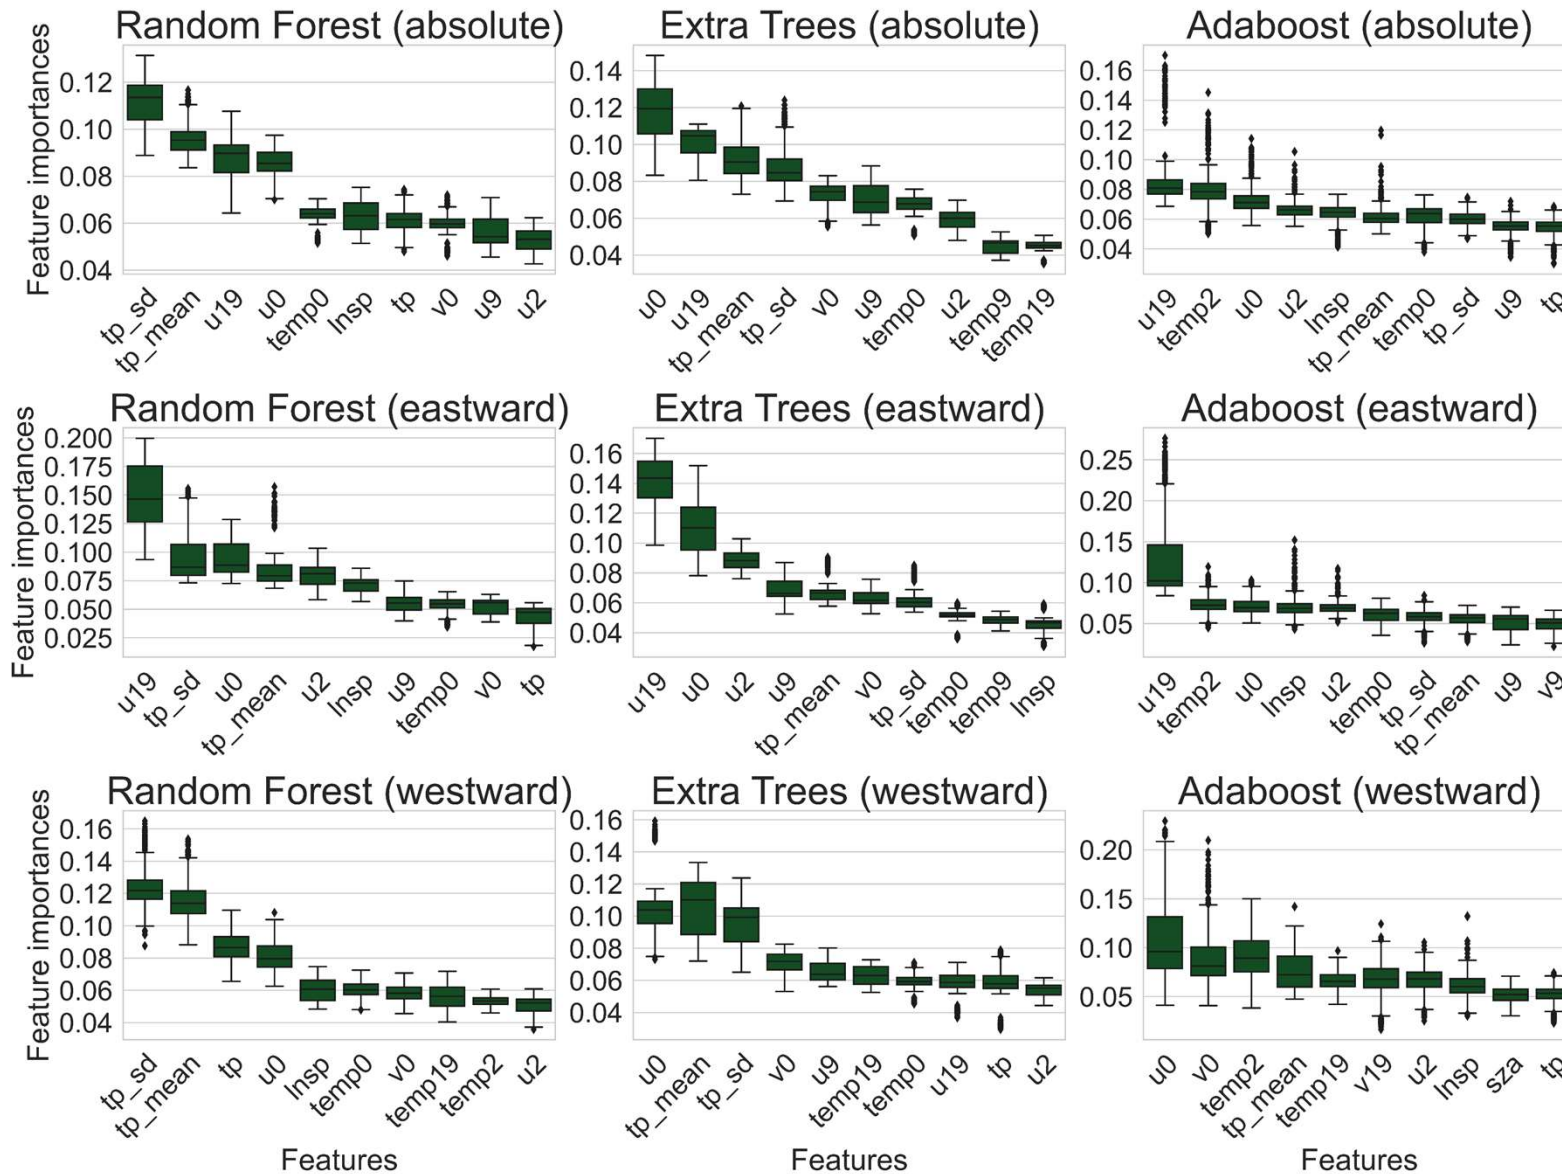 Random Forest (absolute)
Feature importances
0.12
0.10
0.08
0.06
0.04
tp_sd
tp_mean
u19
u0
temp0
lnsp
tp
v0
u9
u2
Extra Trees (absolute)
0.14
0.12
0.10
0.08
0.06
0.04
u0
u19
tp_mean
tp_sd
v0
u9
temp0
u2
temp9
temp19
Adaboost (absolute)
0.16
0.14
0.12
0.10
0.08
0.06
0.04
u19
temp2
u0
u2
lnsp
tp_mean
temp0
tp_sd
u9
tp
Random Forest (eastward)
Feature importances
0.200
0.175
0.150
0.125
0.100
0.075
0.050
0.025
u19
tp_sd
u0
tp_mean
u2
lnsp
u9
temp0
v0
tp
Extra Trees (eastward)
0.16
0.14
0.12
0.10
0.08
0.06
0.04
u19
u0
u2
u9
tp_mean
v0
tp_sd
temp0
temp9
lnsp
Adaboost (eastward)
0.25
0.20
0.15
0.10
0.05
u19
temp2
u0
lnsp
u2
temp0
tp_sd
tp_mean
u9
v9
Random Forest (westward)
Feature importances
0.16
0.14
0.12
0.10
0.08
0.06
0.04
tp_sd
tp_mean
tp
u0
lnsp
temp0
v0
temp19
temp2
u2
Features
Extra Trees (westward)
0.16
0.14
0.12
0.10
0.08
0.06
0.04
u0
tp_mean
tp_sd
v0
u9
temp19
temp0
u19
tp
u2
Features
Adaboost (westward)
0.20
0.15
0.10
0.05
u0
v0
temp2
tp_mean
temp19
v19
u2
lnsp
sza
tp
Features